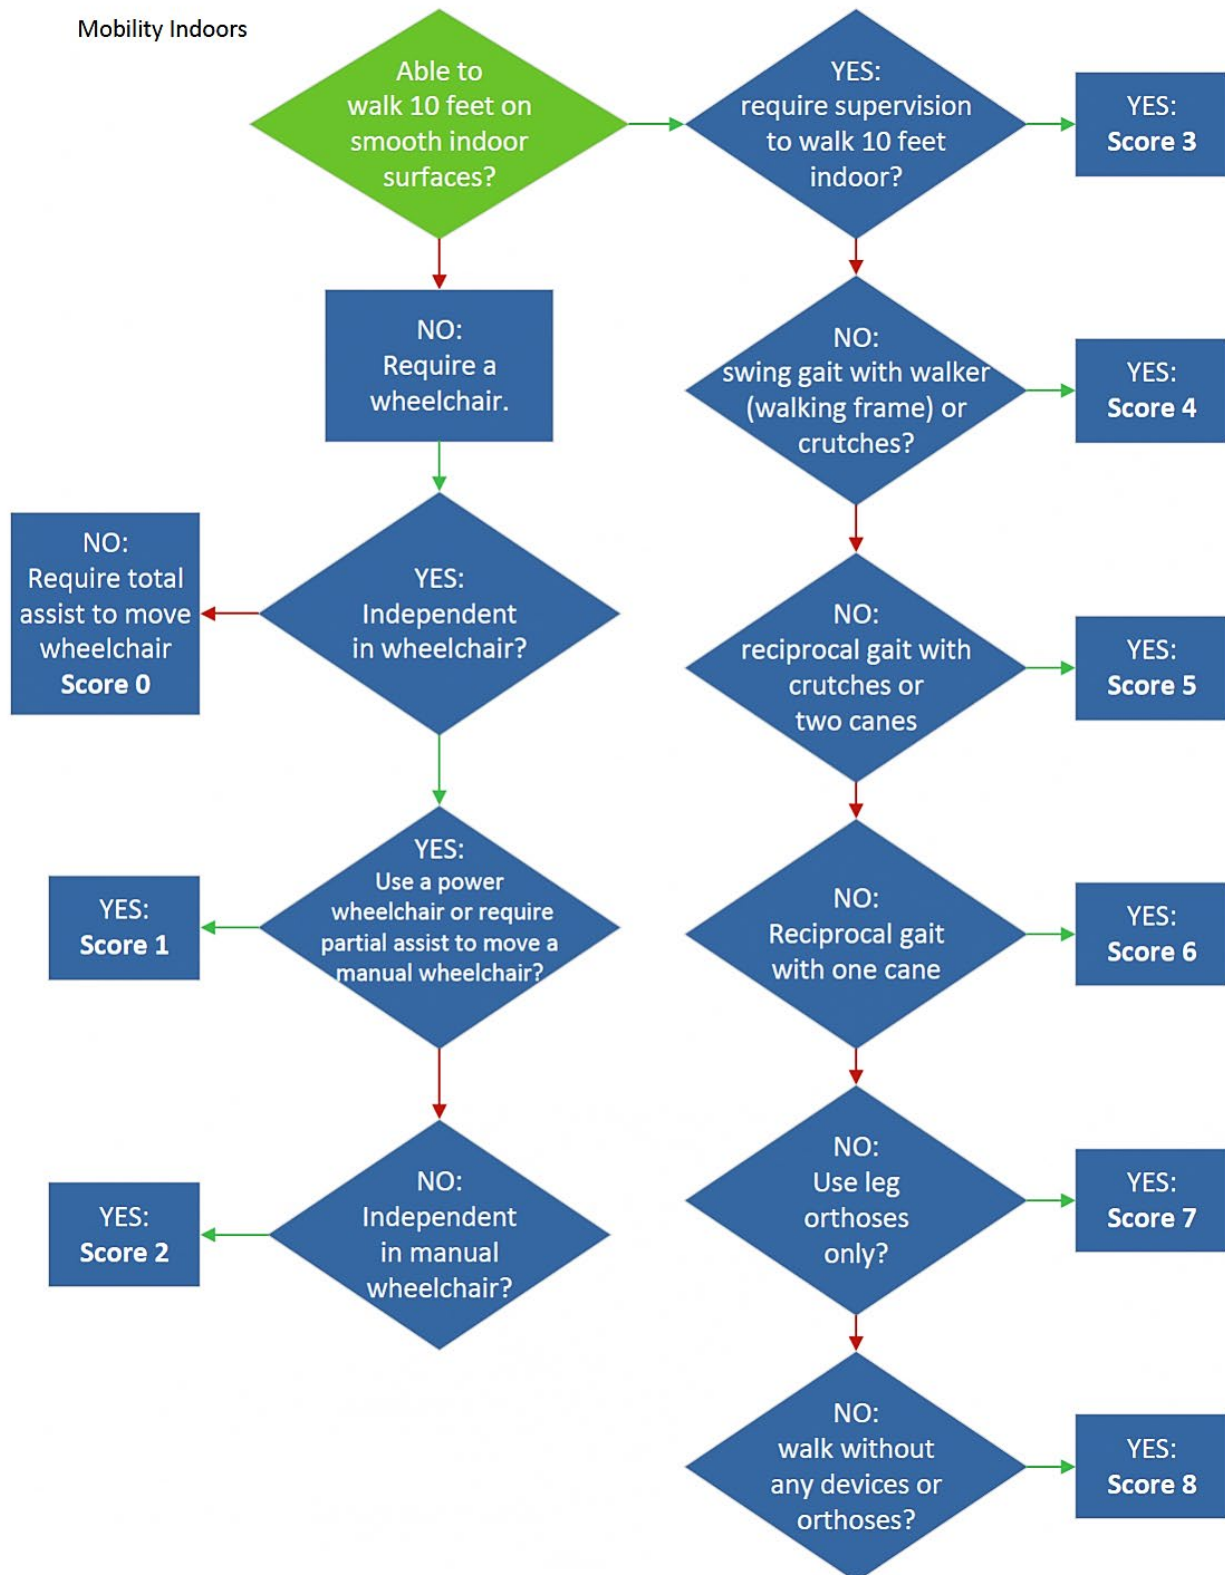 Mobility Indoors
Able to
walk 10 feet on
smooth indoor
surfaces?
YES:
require supervision
to walk 10 feet
indoor?
YES:
Score 3
NO:
Require a
wheelchair.
NO:
swing gait with walker
(walking frame) or
crutches?
YES:
Score 4
NO:
Require total
assist to move
wheelchair
Score 0
YES:
Independent
in wheelchair?
NO:
reciprocal gait with
crutches or
two canes
YES:
Score 5
YES:
Score 1
YES:
Use a power
wheelchair or require
partial assist to move a
manual wheelchair?
NO:
Reciprocal gait
with one cane
YES:
Score 6
YES:
Score 2
NO:
Independent
in manual
wheelchair?
NO:
Use leg
orthoses
only?
YES:
Score 7
NO:
walk without
any devices or
orthoses?
YES:
Score 8